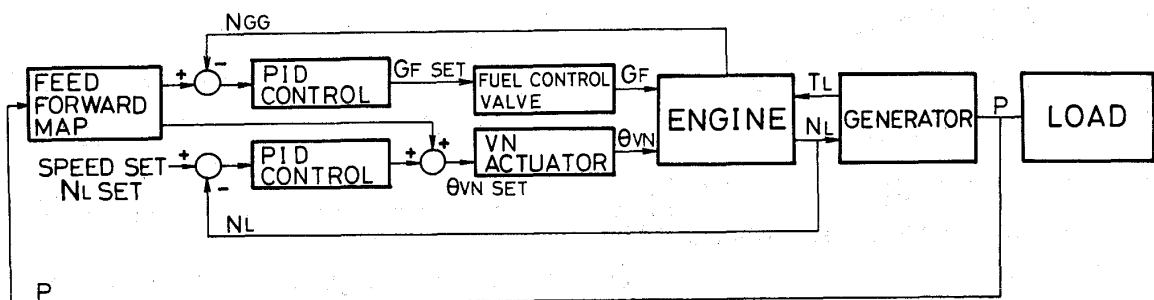 NGG
FEED
FORWARD
MAP
+
-
PID
CONTROL
GF SET
FUEL CONTROL
VALVE
GF
ENGINE
TL
NL
GENERATOR
P
LOAD
SPEED SET
NL SET
+
-
PID
CONTROL
+
+
θVN SET
VN
ACTUATOR
θVN
NL
P